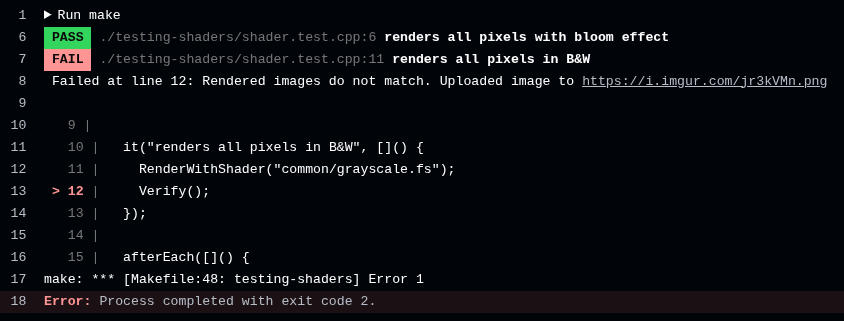 1 ▶ Run make
6 PASS ./testing-shaders/shader.test.cpp:6 renders all pixels with bloom effect
7 FAIL ./testing-shaders/shader.test.cpp:11 renders all pixels in B&W
8 Failed at line 12: Rendered images do not match. Uploaded image to https://i.imgur.com/jr3kVMn.png
9
10 9 |
11 10 | it("renders all pixels in B&W", []() {
12 11 | RenderWithShader("common/grayscale.fs");
13 > 12 | Verify();
14 13 | });
15 14 |
16 15 | afterEach([]() {
17 make: *** [Makefile:48: testing-shaders] Error 1
18 Error: Process completed with exit code 2.